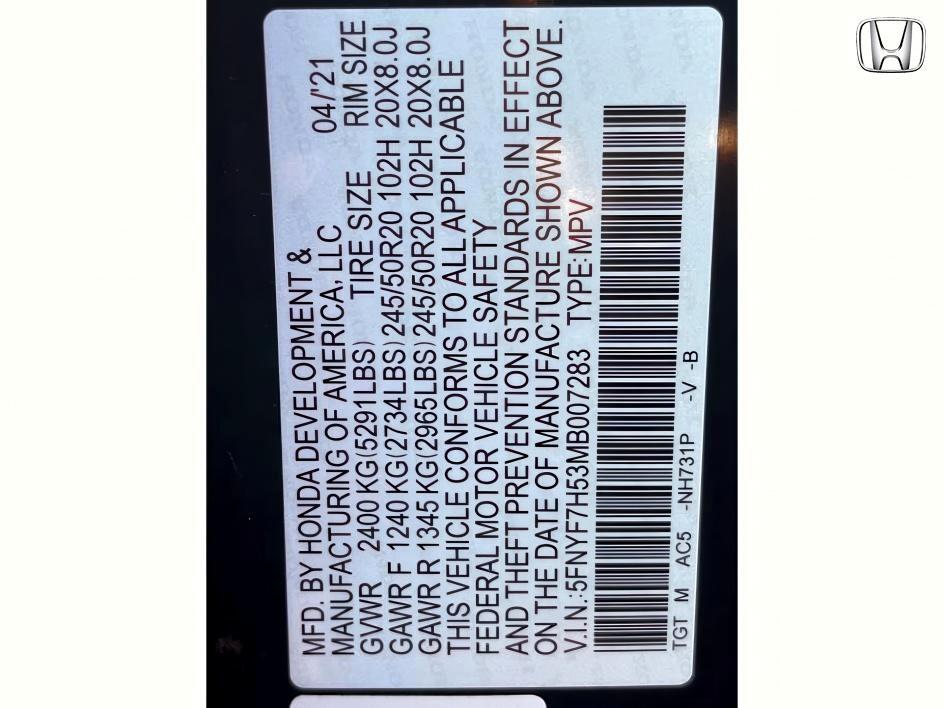 MFD. BY HONDA DEVELOPMENT &
MANUFACTURING OF AMERICA, LLC 04/'21
GVWR 2400 KG(5291LBS) TIRE SIZE RIM SIZE
GAWR F 1240 KG(2734LBS) 245/50R20 102H 20X8.0J
GAWR R 1345 KG(2965LBS) 245/50R20 102H 20X8.0J
THIS VEHICLE CONFORMS TO ALL APPLICABLE
FEDERAL MOTOR VEHICLE SAFETY
AND THEFT PREVENTION STANDARDS IN EFFECT
ON THE DATE OF MANUFACTURE SHOWN ABOVE.
V.I.N.:5FNYF7H53MB007283 TYPE:MPV
TGT M AC5 -NH731P -V -B